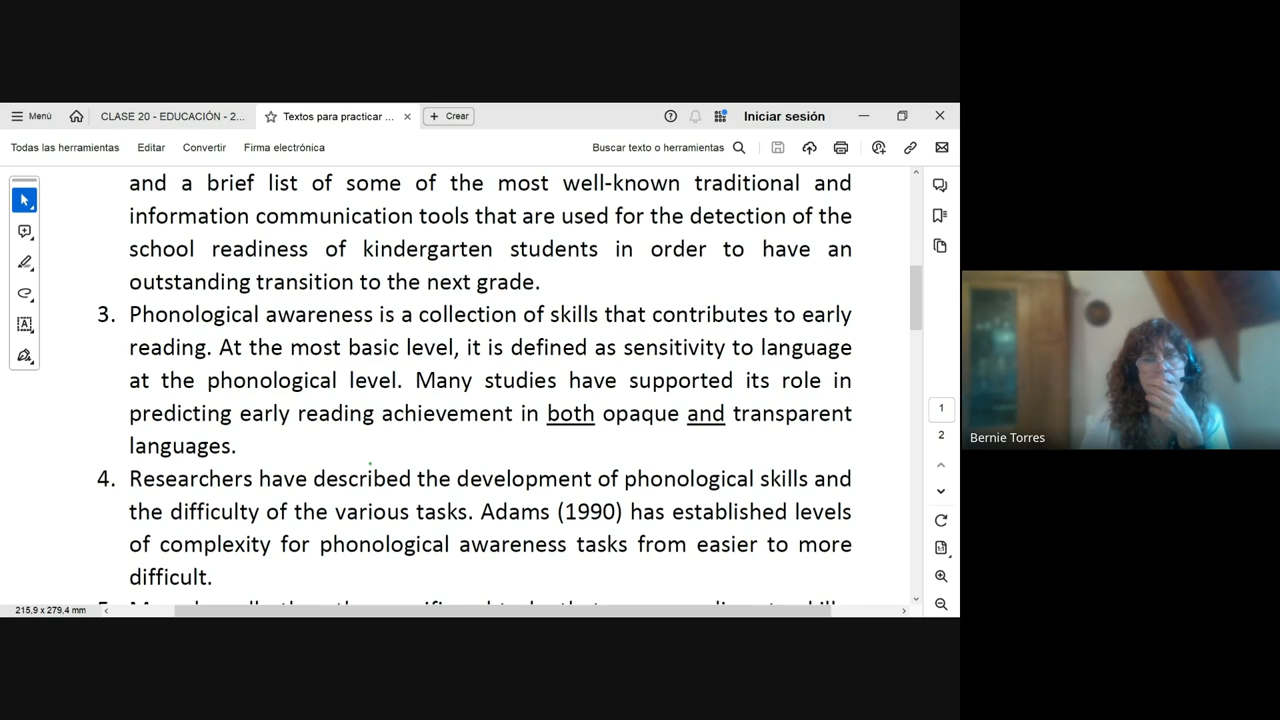 Menú
CLASE 20 - EDUCACIÓN - 2...
Textos para practicar ...
Crear
Iniciar sesión
Todas las herramientas
Editar
Convertir
Firma electrónica
Buscar texto o herramientas
and a brief list of some of the most well-known traditional and
information communication tools that are used for the detection of the
school readiness of kindergarten students in order to have an
outstanding transition to the next grade.
3. Phonological awareness is a collection of skills that contributes to early
reading. At the most basic level, it is defined as sensitivity to language
at the phonological level. Many studies have supported its role in
predicting early reading achievement in both opaque and transparent
languages.
4. Researchers have described the development of phonological skills and
the difficulty of the various tasks. Adams (1990) has established levels
of complexity for phonological awareness tasks from easier to more
difficult.
1
2
215,9 x 279,4 mm
Bernie Torres